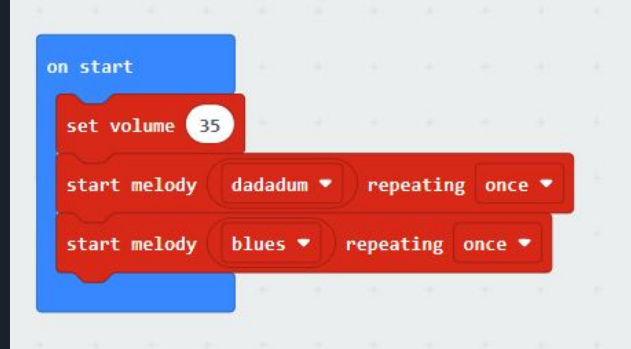 on start
set volume 35
start melody dadadum repeating once
start melody blues repeating once